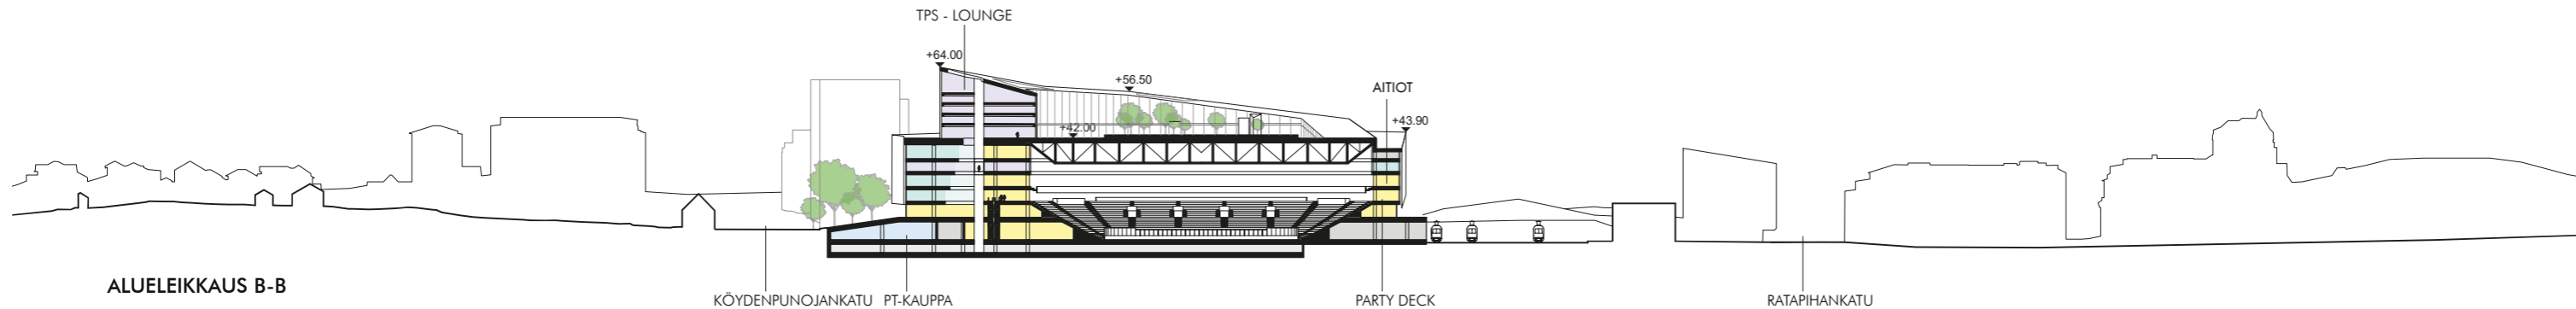 TPS - LOUNGE
+64.00
+56.50
AITIOT
+43.90
+42.00
ALUELEIKKAUS B-B
KÖYDENPUNOJANKATU
PT-KAUPPA
PARTY DECK
RATAPIHANKATU